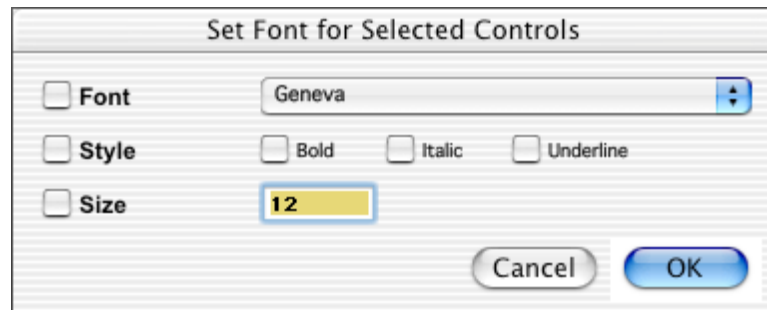 Set Font for Selected Controls
Font Geneva
Style Bold Italic Underline
Size 12
Cancel OK